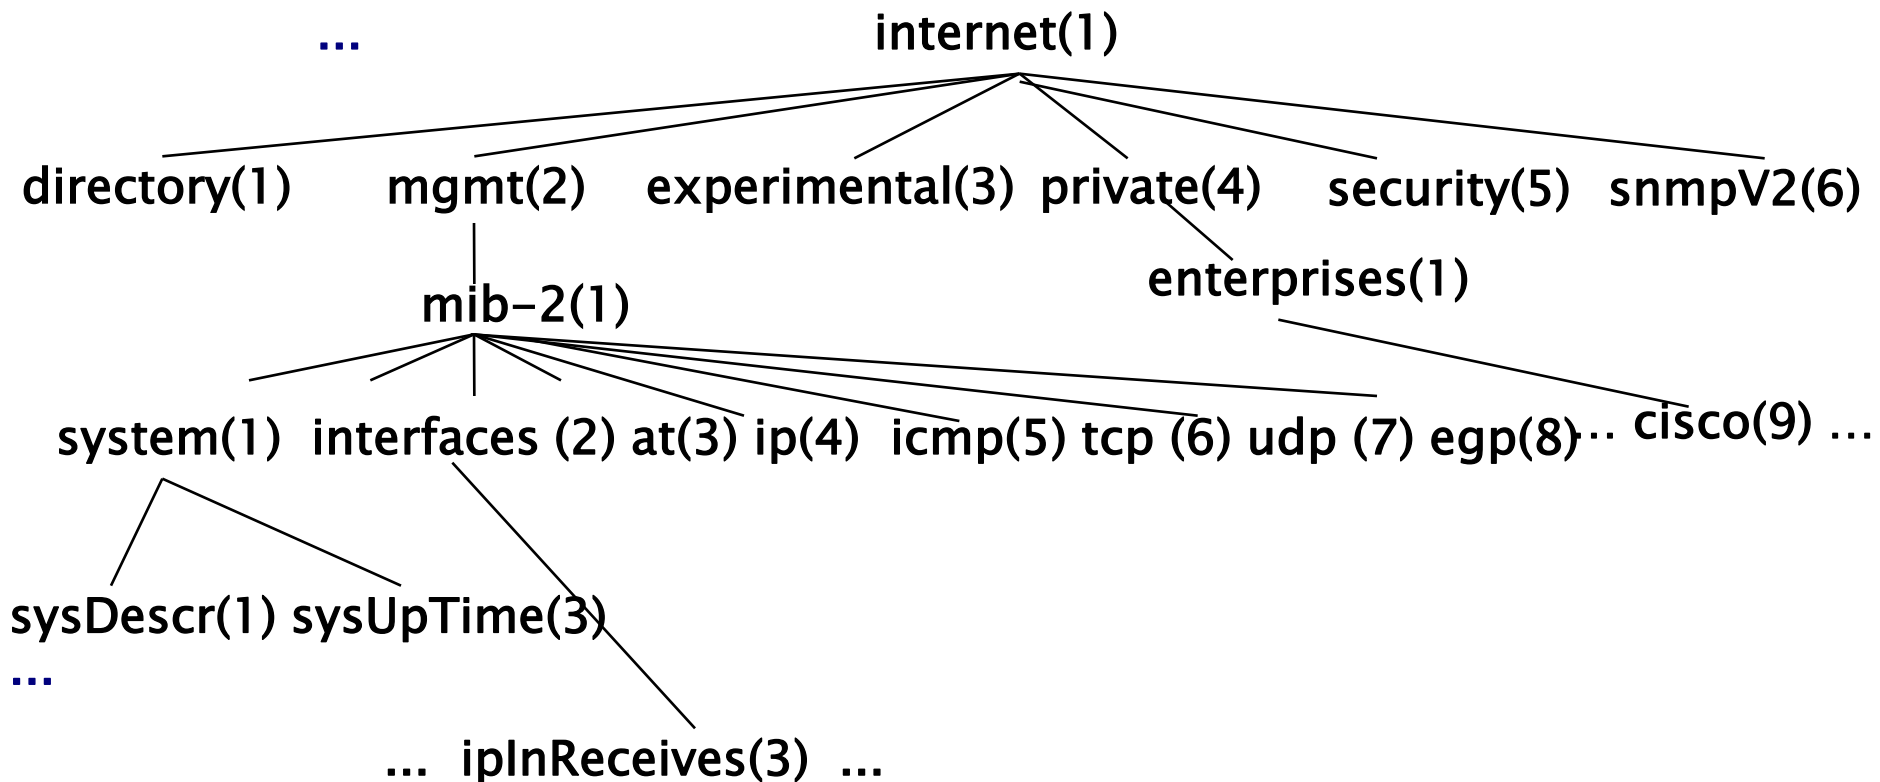 ... internet(1)
directory(1) mgmt(2) experimental(3) private(4) security(5) snmpV2(6)
enterprises(1)
mib-2(1)
system(1) interfaces (2) at(3) ip(4) icmp(5) tcp (6) udp (7) egp(8)... cisco(9) ...
sysDescr(1) sysUpTime(3)
...
... ipInReceives(3) ...